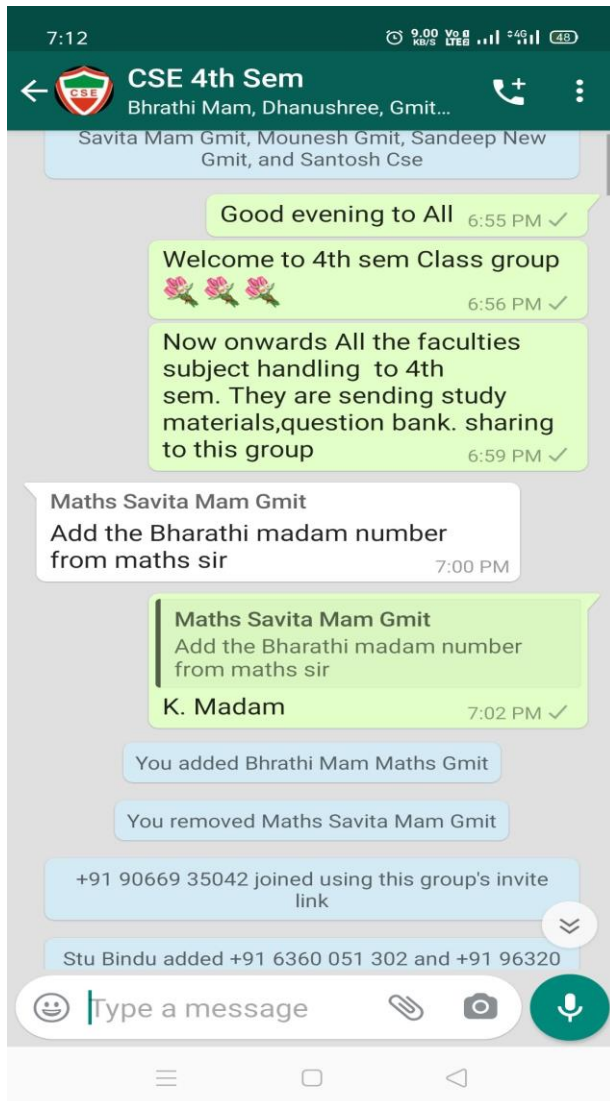 7:12 9.00 KB/S Vo LTE 4G 48
CSE
CSE 4th Sem
Bhrathi Mam, Dhanushree, Gmit...
Savita Mam Gmit, Mounesh Gmit, Sandeep New
Gmit, and Santosh Cse
Good evening to All 6:55 PM
Welcome to 4th sem Class group
6:56 PM
Now onwards All the faculties
subject handling to 4th
sem. They are sending study
materials,question bank. sharing
to this group 6:59 PM
Maths Savita Mam Gmit
Add the Bharathi madam number
from maths sir 7:00 PM
Maths Savita Mam Gmit
Add the Bharathi madam number
from maths sir
K. Madam 7:02 PM
You added Bhrathi Mam Maths Gmit
You removed Maths Savita Mam Gmit
+91 90669 35042 joined using this group's invite
link
Stu Bindu added +91 6360 051 302 and +91 96320
Type a message